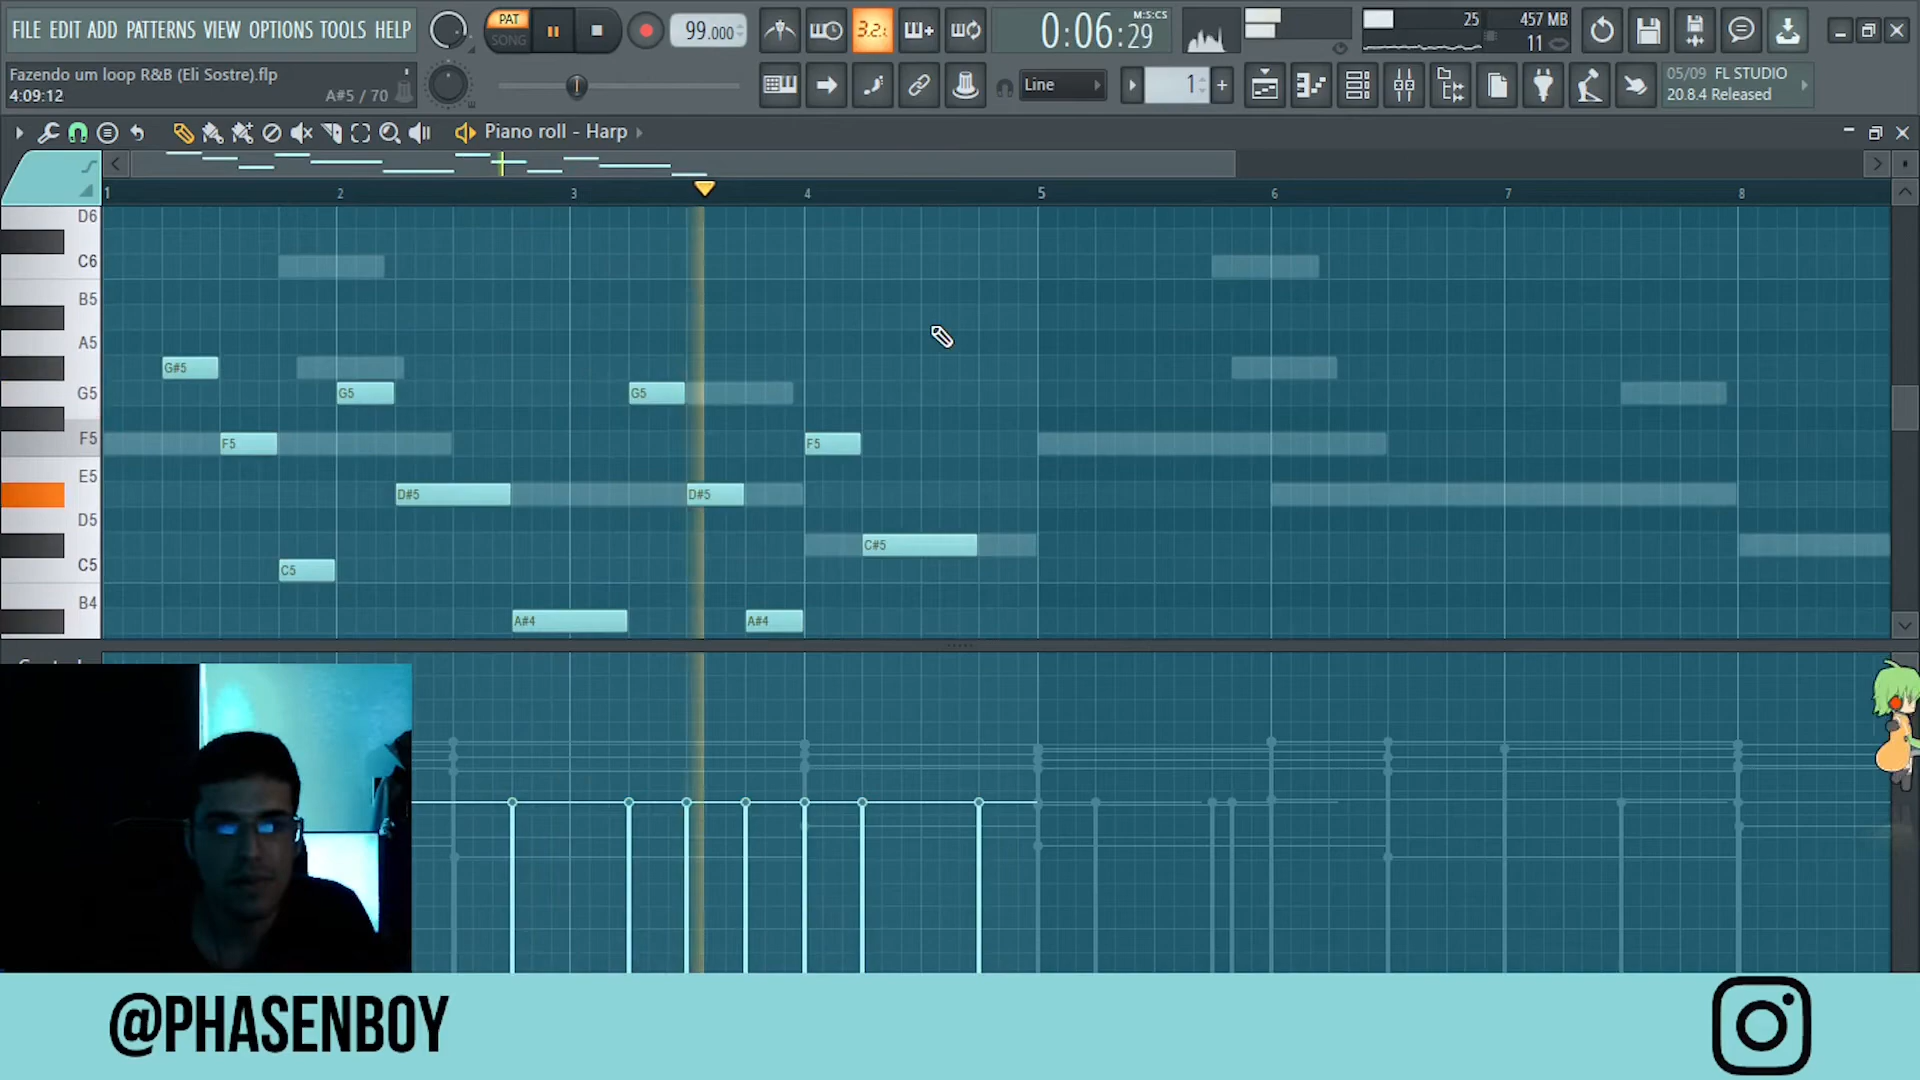 FILE EDIT ADD PATTERNS VIEW OPTIONS TOOLS HELP
PAT
SONG
99.000
3.2.
0:06:29
M:S:CS
25
457 MB
11
Fazendo um loop R&B (Eli Sostre).flp
4:09:12
A#5 / 70
Line
1
05/09 FL STUDIO
20.8.4 Released
Piano roll - Harp
1 2 3 4 5 6 7 8
D6
C6
B5
A5
G#5
G5
G5
G5
F5
F5
F5
E5
D#5
D#5
D5
C#5
C5
C5
B4
A#4
A#4
@PHASENBOY